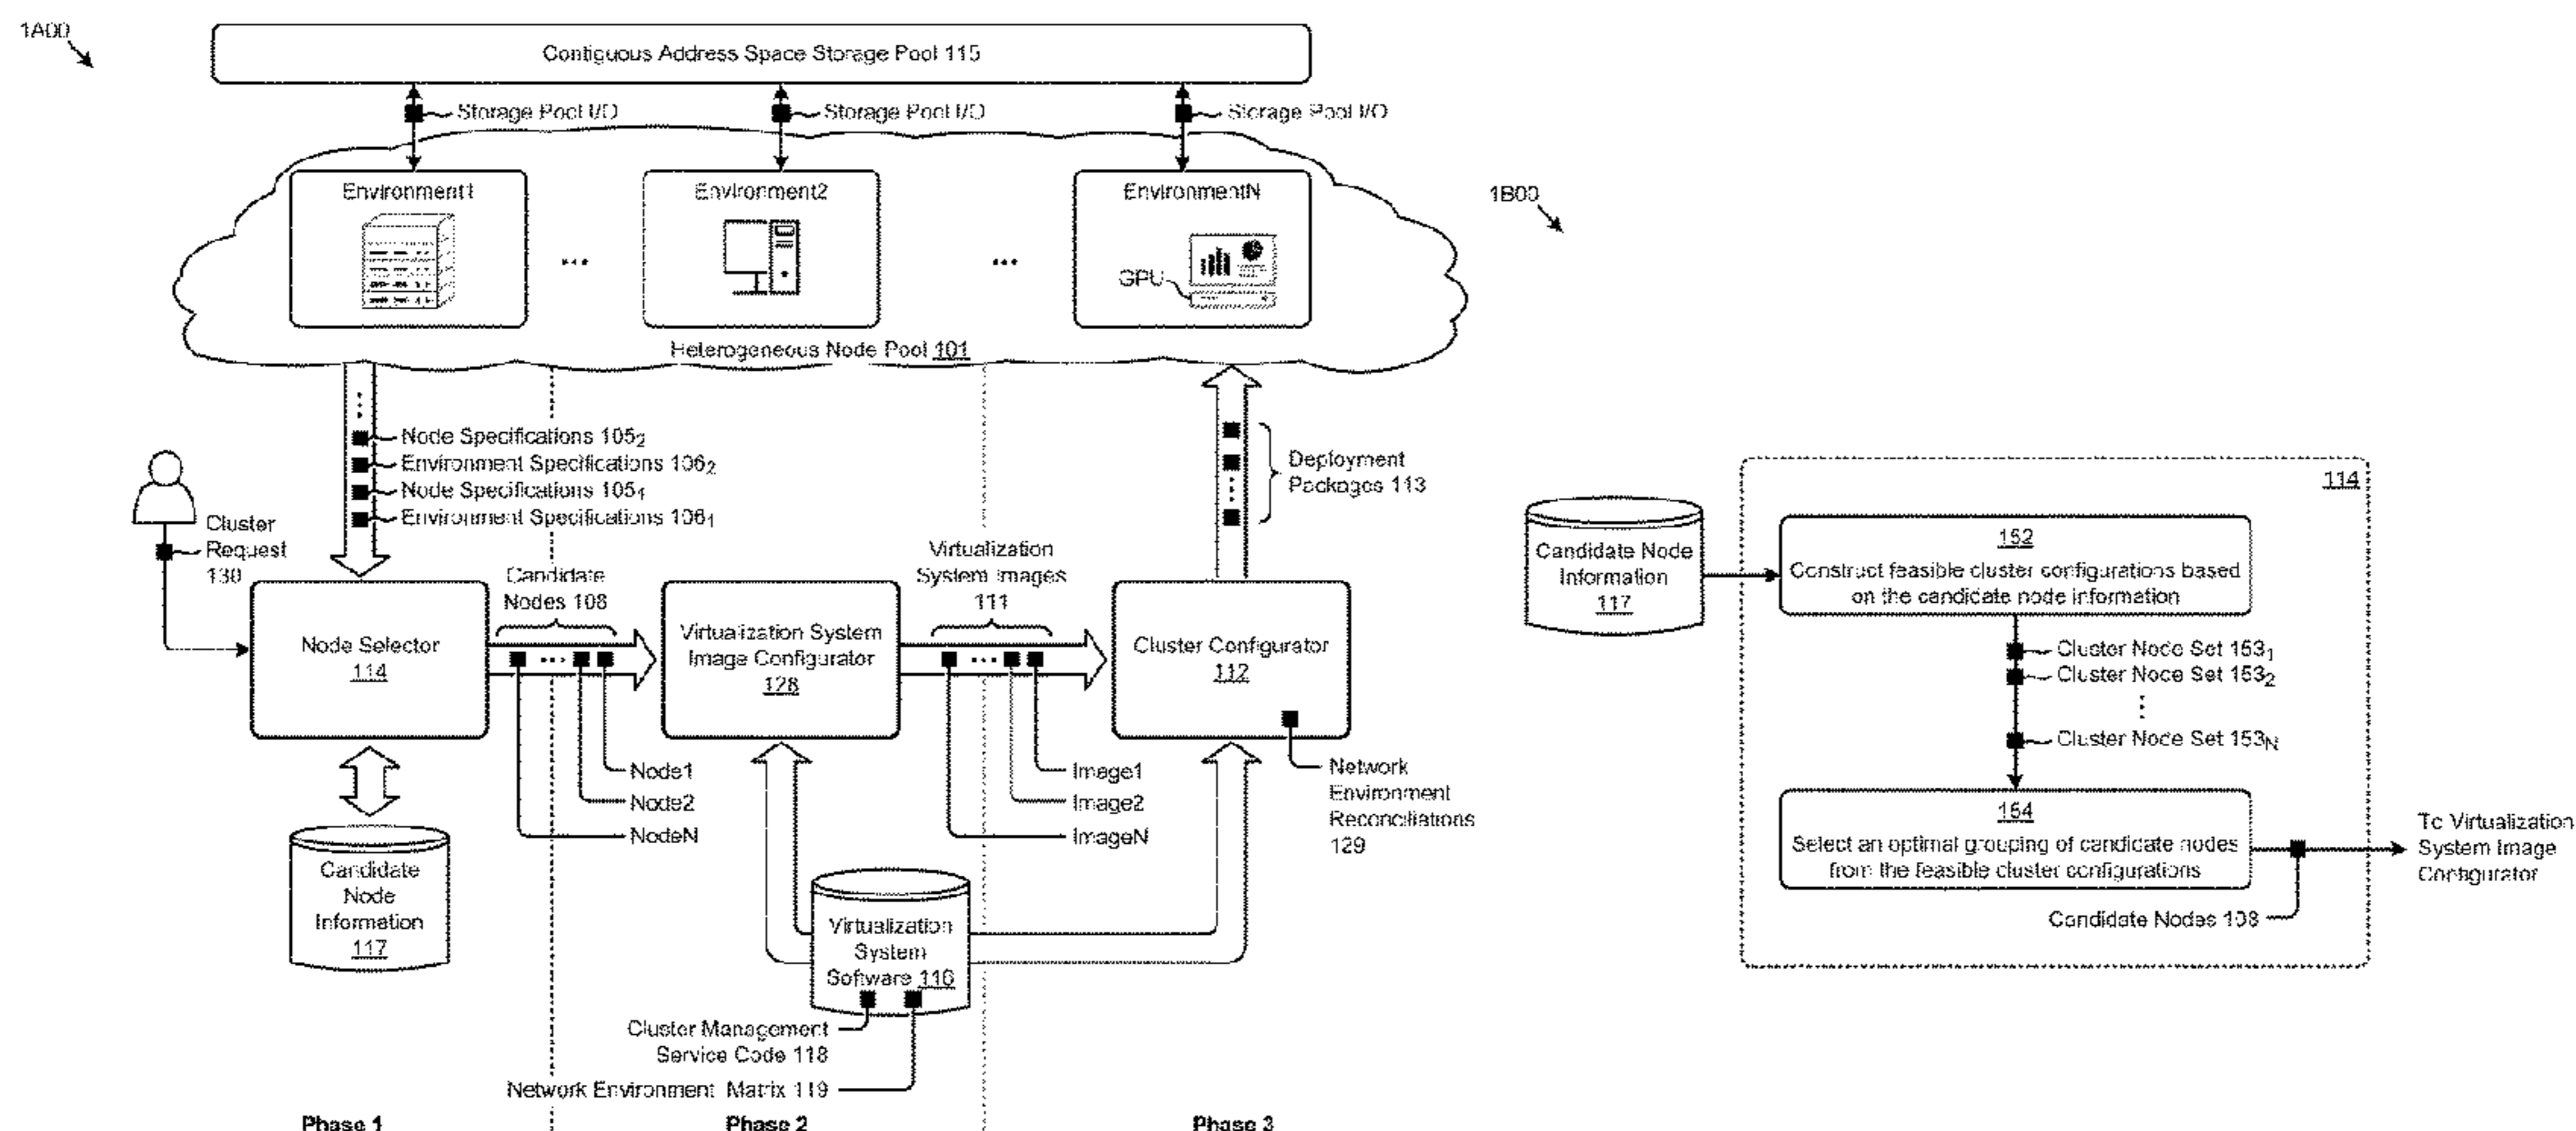 1A00
Contiguous Address Space Storage Pool 115
Storage Pool I/O
Storage Pool I/O
Storage Pool I/O
Environment1
Environment2
EnvironmentN
...
...
GPU
Heterogeneous Node Pool 101
Node Specifications 105₂
Environment Specifications 106₂
Node Specifications 105₁
Environment Specifications 106₁
Cluster
Request
130
Deployment
Packages 113
Candidate
Nodes 108
Virtualization
System Images
111
Node Selector
114
...
Virtualization System
Image Configurator
128
...
Cluster Configurator
112
Node1
Node2
NodeN
Image1
Image2
ImageN
Network
Environment
Reconciliations
129
Candidate
Node
Information
117
Virtualization
System
Software 116
Cluster Management
Service Code 118
Network Environment Matrix 119
Phase 1
Phase 2
Phase 3
1B00
114
Candidate Node
Information
117
152
Construct feasible cluster configurations based
on the candidate node information
Cluster Node Set 153₁
Cluster Node Set 153₂
Cluster Node Set 153N
154
Select an optimal grouping of candidate nodes
from the feasible cluster configurations
Candidate Nodes 108
To Virtualization
System Image
Configurator